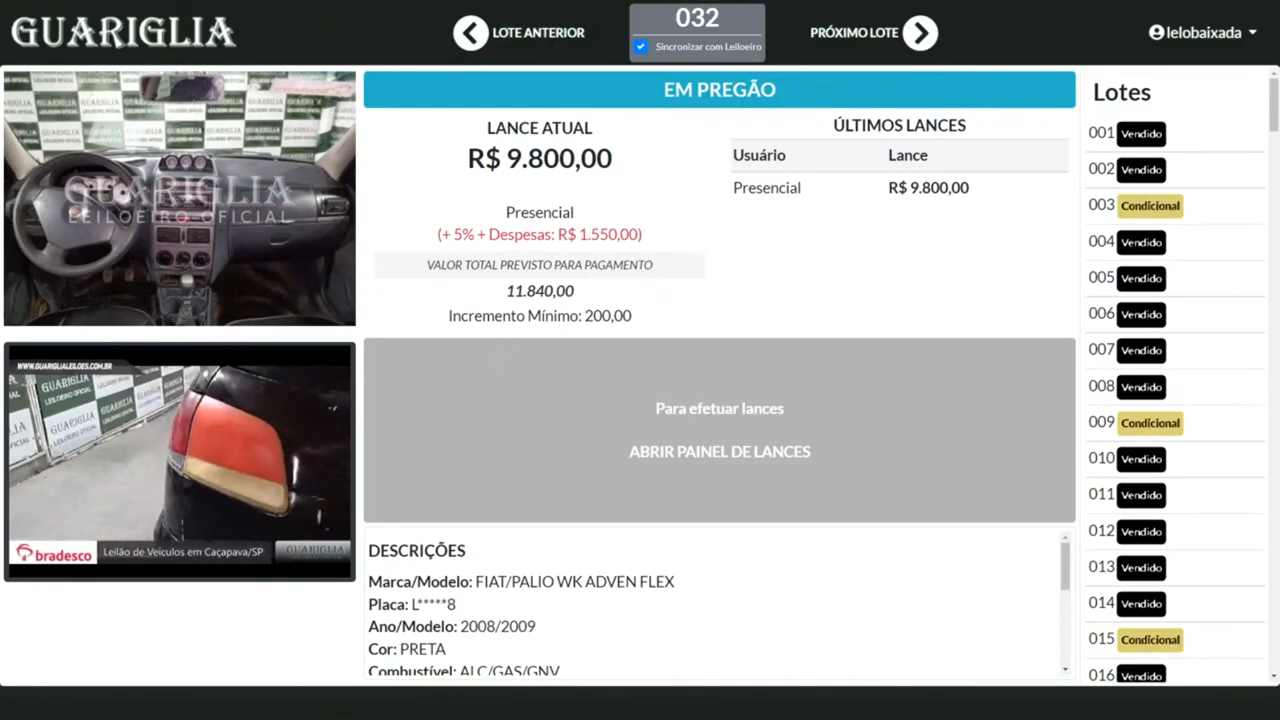 GUARIGLIA
LOTE ANTERIOR
032
Sincronizar com Leiloeiro
PRÓXIMO LOTE
lelobaixada
GUARIGLIA
LEILOEIRO OFICIAL
EM PREGÃO
LANCE ATUAL
R$ 9.800,00
Presencial
(+ 5% + Despesas: R$ 1.550,00)
VALOR TOTAL PREVISTO PARA PAGAMENTO
11.840,00
Incremento Mínimo: 200,00
ÚLTIMOS LANCES
Usuário Lance
Presencial R$ 9.800,00
Para efetuar lances
ABRIR PAINEL DE LANCES
WWW.GUARIGLIALEILOES.COM.BR
GUARIGLIA
LEILOEIRO OFICIAL
bradesco
Leilão de Veiculos em Caçapava/SP
GUARIGLIA
DESCRIÇÕES
Marca/Modelo: FIAT/PALIO WK ADVEN FLEX
Placa: L*****8
Ano/Modelo: 2008/2009
Cor: PRETA
Combustível: ALC/GAS/GNV
Lotes
001 Vendido
002 Vendido
003 Condicional
004 Vendido
005 Vendido
006 Vendido
007 Vendido
008 Vendido
009 Condicional
010 Vendido
011 Vendido
012 Vendido
013 Vendido
014 Vendido
015 Condicional
016 Vendido